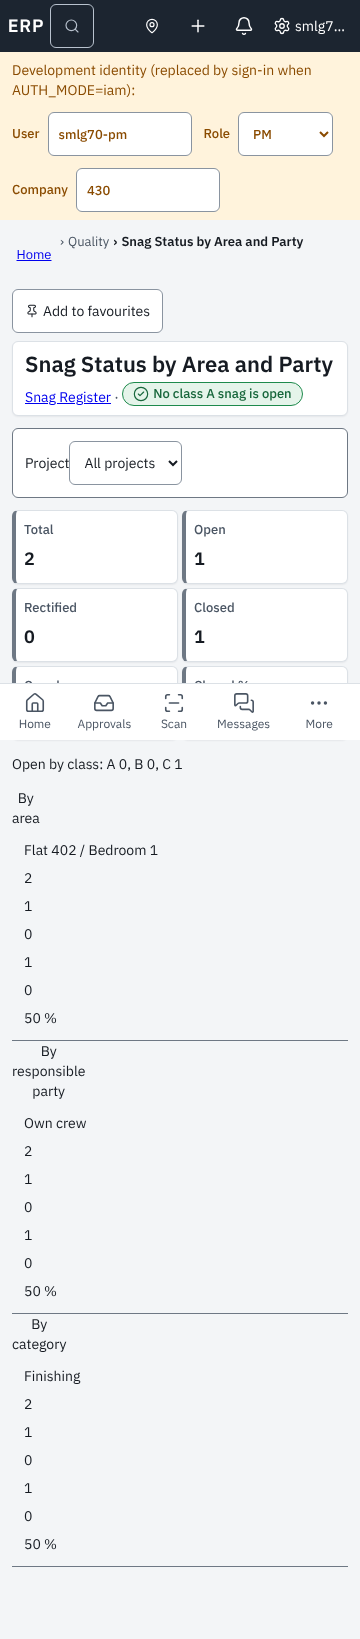 ERP
smlg7...
Development identity (replaced by sign-in when
AUTH_MODE=iam):
User smlg70-pm Role PM
Company 430
Home › Quality › Snag Status by Area and Party
Add to favourites
Snag Status by Area and Party
Snag Register · No class A snag is open
Project All projects
Total Open
2 1
Rectified Closed
0 1
Home Approvals Scan Messages More
Open by class: A 0, B 0, C 1
By
area
Flat 402 / Bedroom 1
2
1
0
1
0
50 %
By
responsible
party
Own crew
2
1
0
1
0
50 %
By
category
Finishing
2
1
0
1
0
50 %